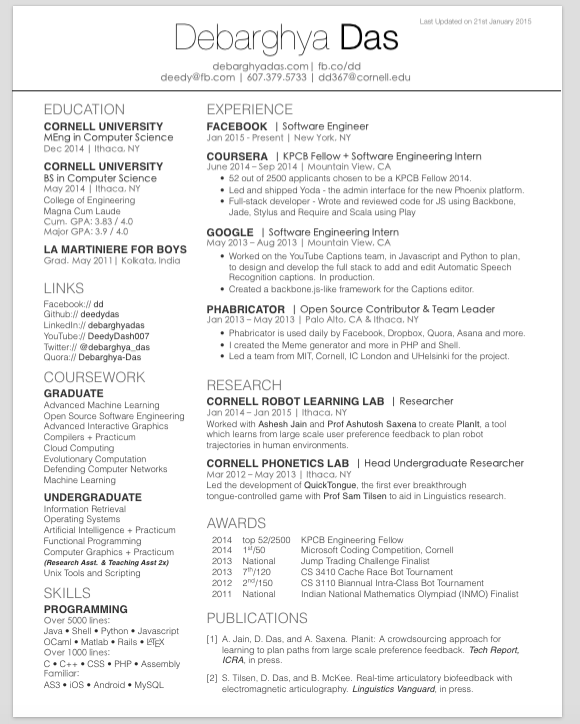 Last Updated on 21st January 2015
Debarghya Das
debarghyadas.com | fb.co/dd
deedy@fb.com | 607.379.5733 | dd367@cornell.edu
EDUCATION
CORNELL UNIVERSITY
MEng in Computer Science
Dec 2014 | Ithaca, NY
CORNELL UNIVERSITY
BS in Computer Science
May 2014 | Ithaca, NY
College of Engineering
Magna Cum Laude
Cum. GPA: 3.83 / 4.0
Major GPA: 3.9 / 4.0
LA MARTINIERE FOR BOYS
Grad. May 2011 | Kolkata, India
LINKS
Facebook:// dd
Github:// deedydas
LinkedIn:// debarghyadas
YouTube:// DeedyDash007
Twitter:// @debarghya_das
Quora:// Debarghya-Das
COURSEWORK
GRADUATE
Advanced Machine Learning
Open Source Software Engineering
Advanced Interactive Graphics
Compilers + Practicum
Cloud Computing
Evolutionary Computation
Defending Computer Networks
Machine Learning
UNDERGRADUATE
Information Retrieval
Operating Systems
Artificial Intelligence + Practicum
Functional Programming
Computer Graphics + Practicum
(Research Asst. & Teaching Asst 2x)
Unix Tools and Scripting
SKILLS
PROGRAMMING
Over 5000 lines:
Java • Shell • Python • Javascript
OCaml • Matlab • Rails • LaTeX
Over 1000 lines:
C • C++ • CSS • PHP • Assembly
Familiar:
AS3 • iOS • Android • MySQL
EXPERIENCE
FACEBOOK | Software Engineer
Jan 2015 - Present | New York, NY
COURSERA | KPCB Fellow + Software Engineering Intern
June 2014 – Sep 2014 | Mountain View, CA
• 52 out of 2500 applicants chosen to be a KPCB Fellow 2014.
• Led and shipped Yoda - the admin interface for the new Phoenix platform.
• Full-stack developer - Wrote and reviewed code for JS using Backbone,
Jade, Stylus and Require and Scala using Play
GOOGLE | Software Engineering Intern
May 2013 – Aug 2013 | Mountain View, CA
• Worked on the YouTube Captions team, in Javascript and Python to plan,
to design and develop the full stack to add and edit Automatic Speech
Recognition captions. In production.
• Created a backbone.js-like framework for the Captions editor.
PHABRICATOR | Open Source Contributor & Team Leader
Jan 2013 – May 2013 | Palo Alto, CA & Ithaca, NY
• Phabricator is used daily by Facebook, Dropbox, Quora, Asana and more.
• I created the Meme generator and more in PHP and Shell.
• Led a team from MIT, Cornell, IC London and UHelsinki for the project.
RESEARCH
CORNELL ROBOT LEARNING LAB | Researcher
Jan 2014 – Jan 2015 | Ithaca, NY
Worked with Ashesh Jain and Prof Ashutosh Saxena to create PlanIt, a tool
which learns from large scale user preference feedback to plan robot
trajectories in human environments.
CORNELL PHONETICS LAB | Head Undergraduate Researcher
Mar 2012 – May 2013 | Ithaca, NY
Led the development of QuickTongue, the first ever breakthrough
tongue-controlled game with Prof Sam Tilsen to aid in Linguistics research.
AWARDS
2014 top 52/2500 KPCB Engineering Fellow
2014 1st/50 Microsoft Coding Competition, Cornell
2013 National Jump Trading Challenge Finalist
2013 7th/120 CS 3410 Cache Race Bot Tournament
2012 2nd/150 CS 3110 Biannual Intra-Class Bot Tournament
2011 National Indian National Mathematics Olympiad (INMO) Finalist
PUBLICATIONS
[1] A. Jain, D. Das, and A. Saxena. Planit: A crowdsourcing approach for
learning to plan paths from large scale preference feedback. Tech Report,
ICRA, in press.
[2] S. Tilsen, D. Das, and B. McKee. Real-time articulatory biofeedback with
electromagnetic articulography. Linguistics Vanguard, in press.